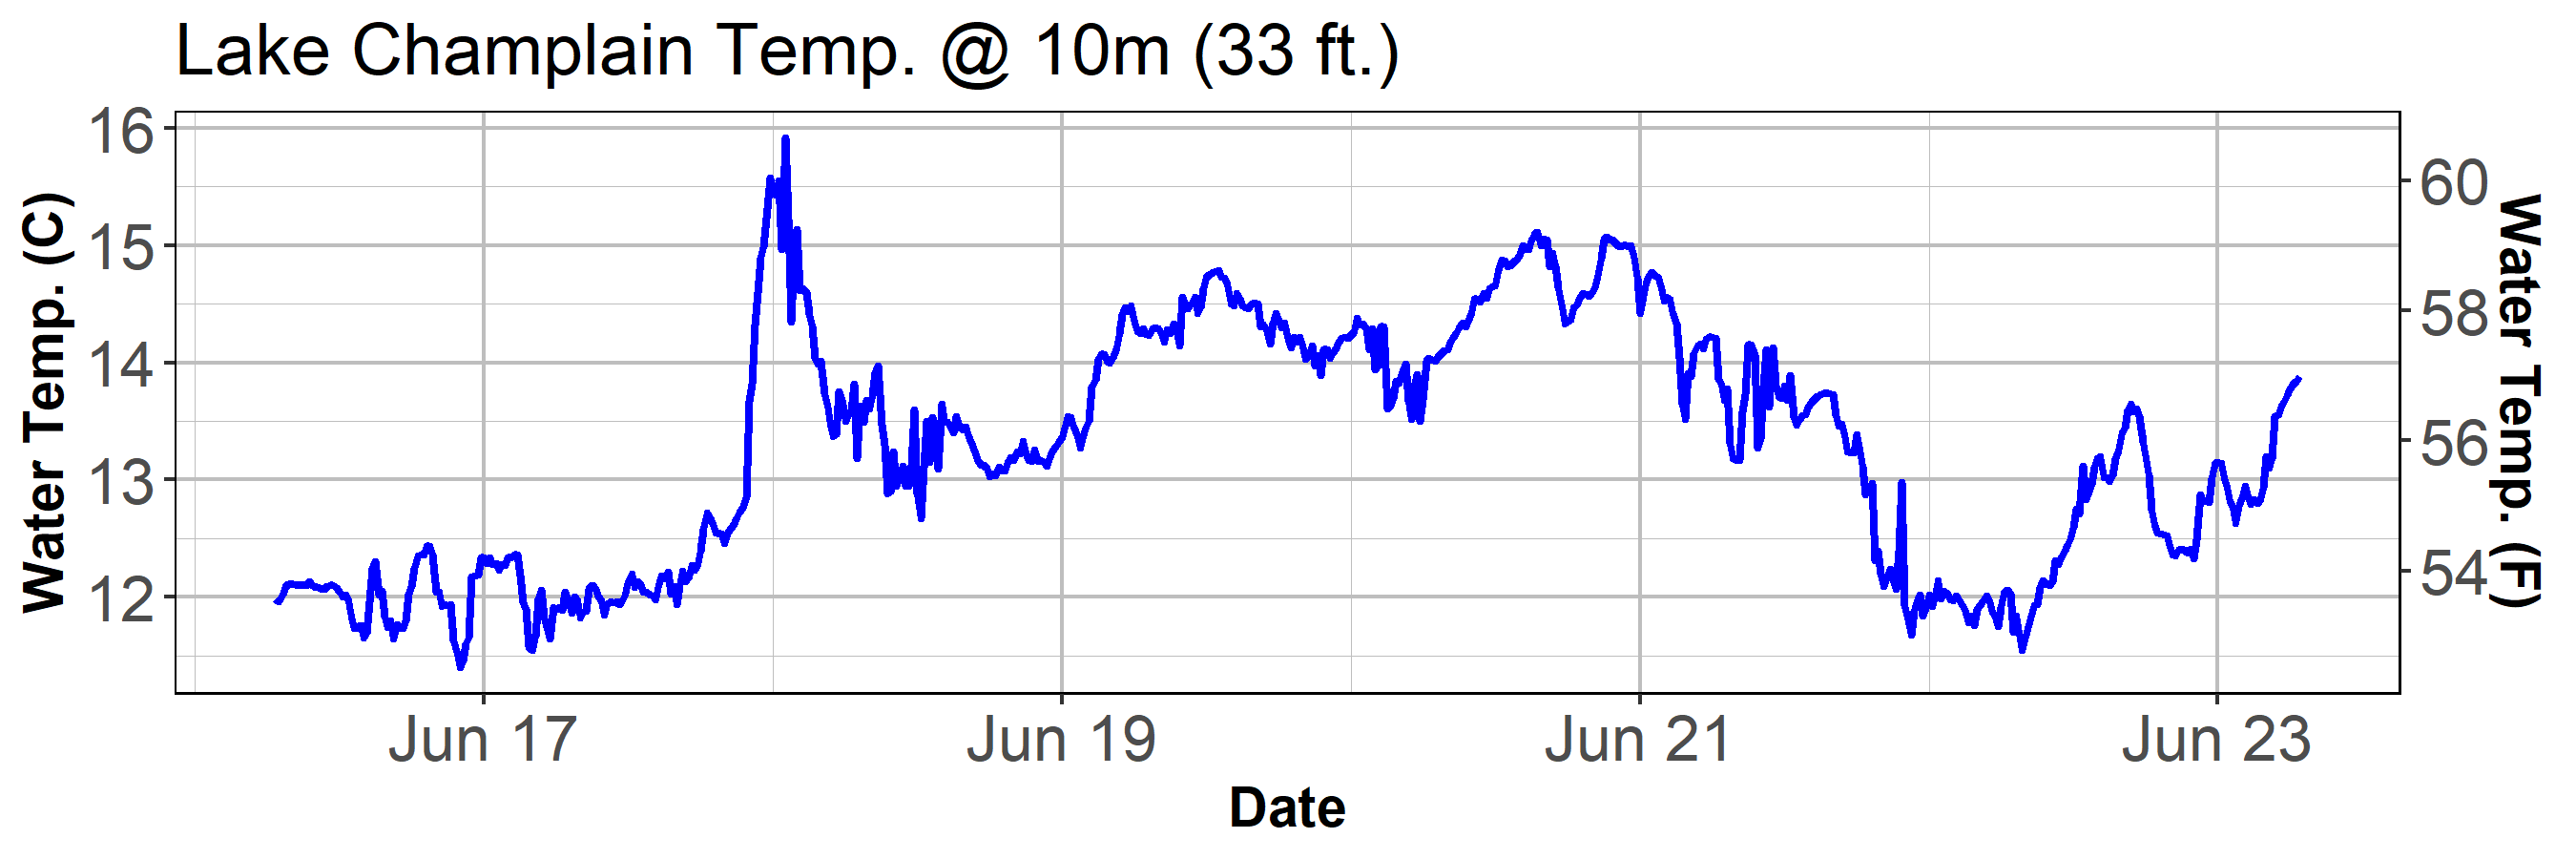 Lake Champlain Temp. @ 10m (33 ft.)
Water Temp. (C)
16
15
14
13
12
60
58
56
54
Water Temp. (F)
Jun 17
Jun 19
Jun 21
Jun 23
Date